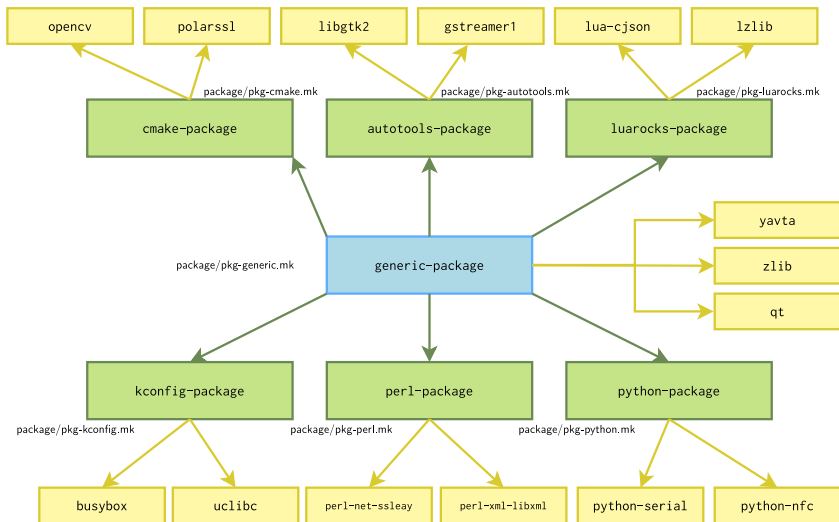 opencv
polarssl
libgtk2
gstreamer1
lua-cjson
lzlib
package/pkg-cmake.mk
package/pkg-autotools.mk
package/pkg-luarocks.mk
cmake-package
autotools-package
luarocks-package
yavta
package/pkg-generic.mk
generic-package
zlib
qt
kconfig-package
perl-package
python-package
package/pkg-kconfig.mk
package/pkg-perl.mk
package/pkg-python.mk
busybox
uclibc
perl-net-ssleay
perl-xml-libxml
python-serial
python-nfc